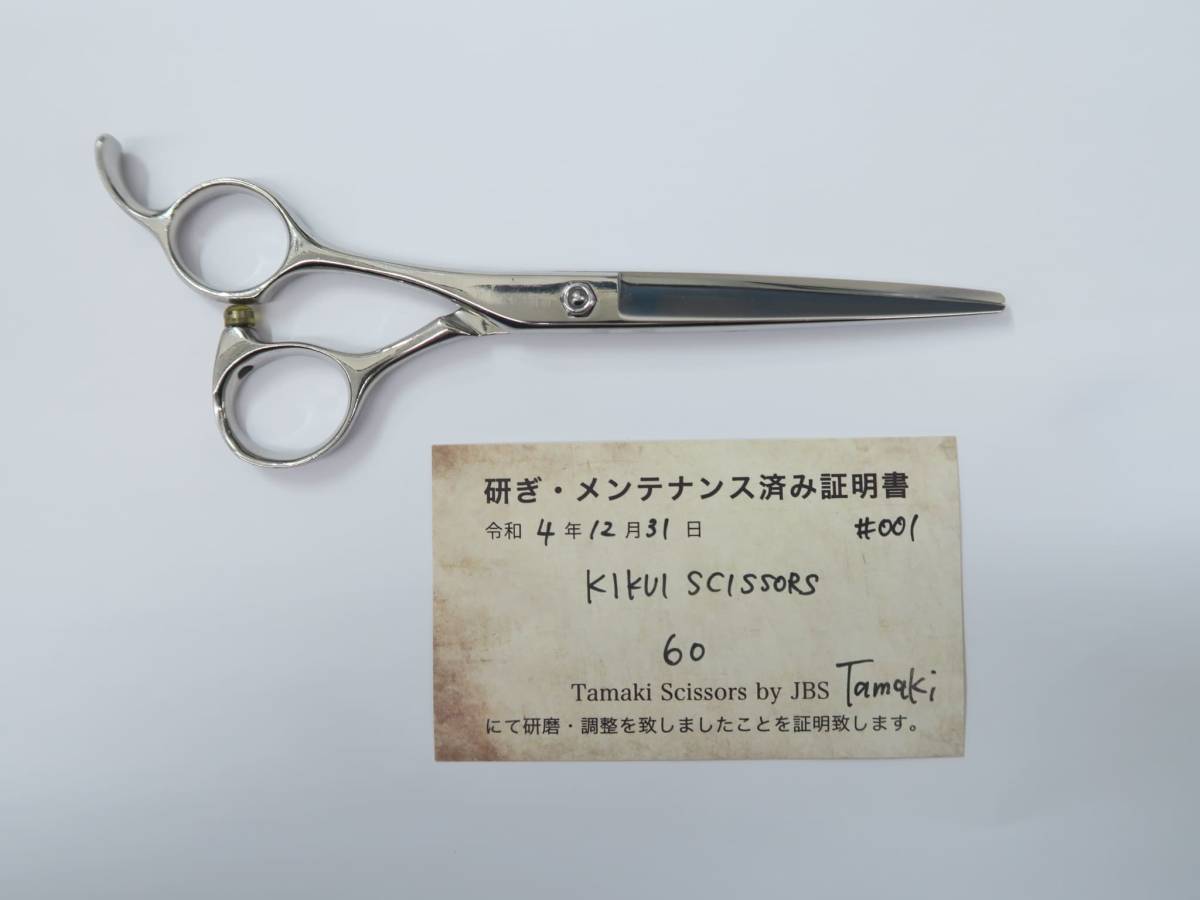 研ぎ・メンテナンス済み証明書
令和 4 年 12 月 31 日 #001
KIKUI SCISSORS
60
Tamaki Scissors by JBS Tamaki
にて研磨・調整を致しましたことを証明致します。